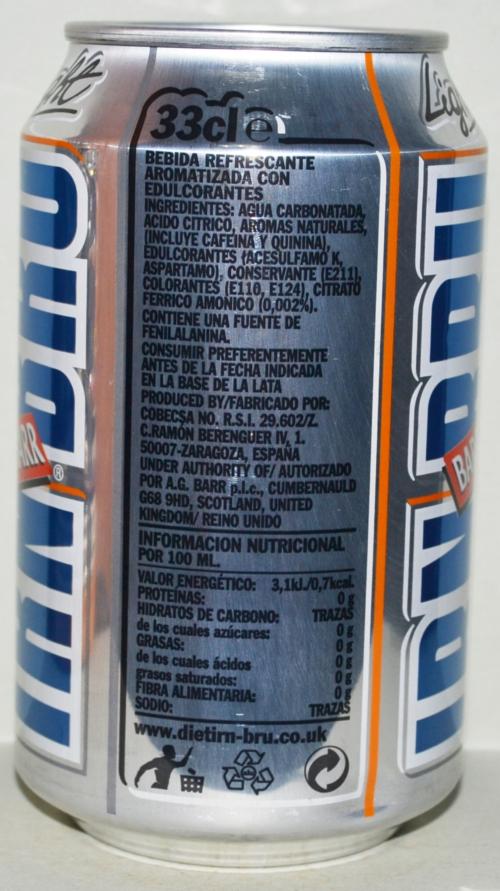 33cl e
BEBIDA REFRESCANTE
AROMATIZADA CON
EDULCORANTES
INGREDIENTES: AGUA CARBONATADA,
ACIDO CITRICO, AROMAS NATURALES,
(INCLUYE CAFEINA Y QUININA),
EDULCORANTES (ACESULFAMO K,
ASPARTAMO), CONSERVANTE (E211),
COLORANTES (E110, E124), CITRATO
FERRICO AMONICO (0,002%).
CONTIENE UNA FUENTE DE
FENILALANINA.
CONSUMIR PREFERENTEMENTE
ANTES DE LA FECHA INDICADA
EN LA BASE DE LA LATA
PRODUCED BY/FABRICADO POR:
COBECSA NO. R.S.I. 29.602/Z.
C.RAMÓN BERENGUER IV, 1.
50007-ZARAGOZA, ESPAÑA
UNDER AUTHORITY OF/ AUTORIZADO
POR A.G. BARR p.l.c., CUMBERNAULD
G68 9HD, SCOTLAND, UNITED
KINGDOM/ REINO UNIDO
INFORMACION NUTRICIONAL
POR 100 ML.
VALOR ENERGÉTICO: 3,1kJ./0,7kcal.
PROTEÍNAS: 0 g
HIDRATOS DE CARBONO: TRAZAS
de los cuales azúcares: 0 g
GRASAS: 0 g
de los cuales ácidos
grasos saturados: 0 g
FIBRA ALIMENTARIA: 0 g
SODIO: TRAZAS
www.dietirn-bru.co.uk
IRN BRU
ARR
®
IRN BRU
BA
Lig